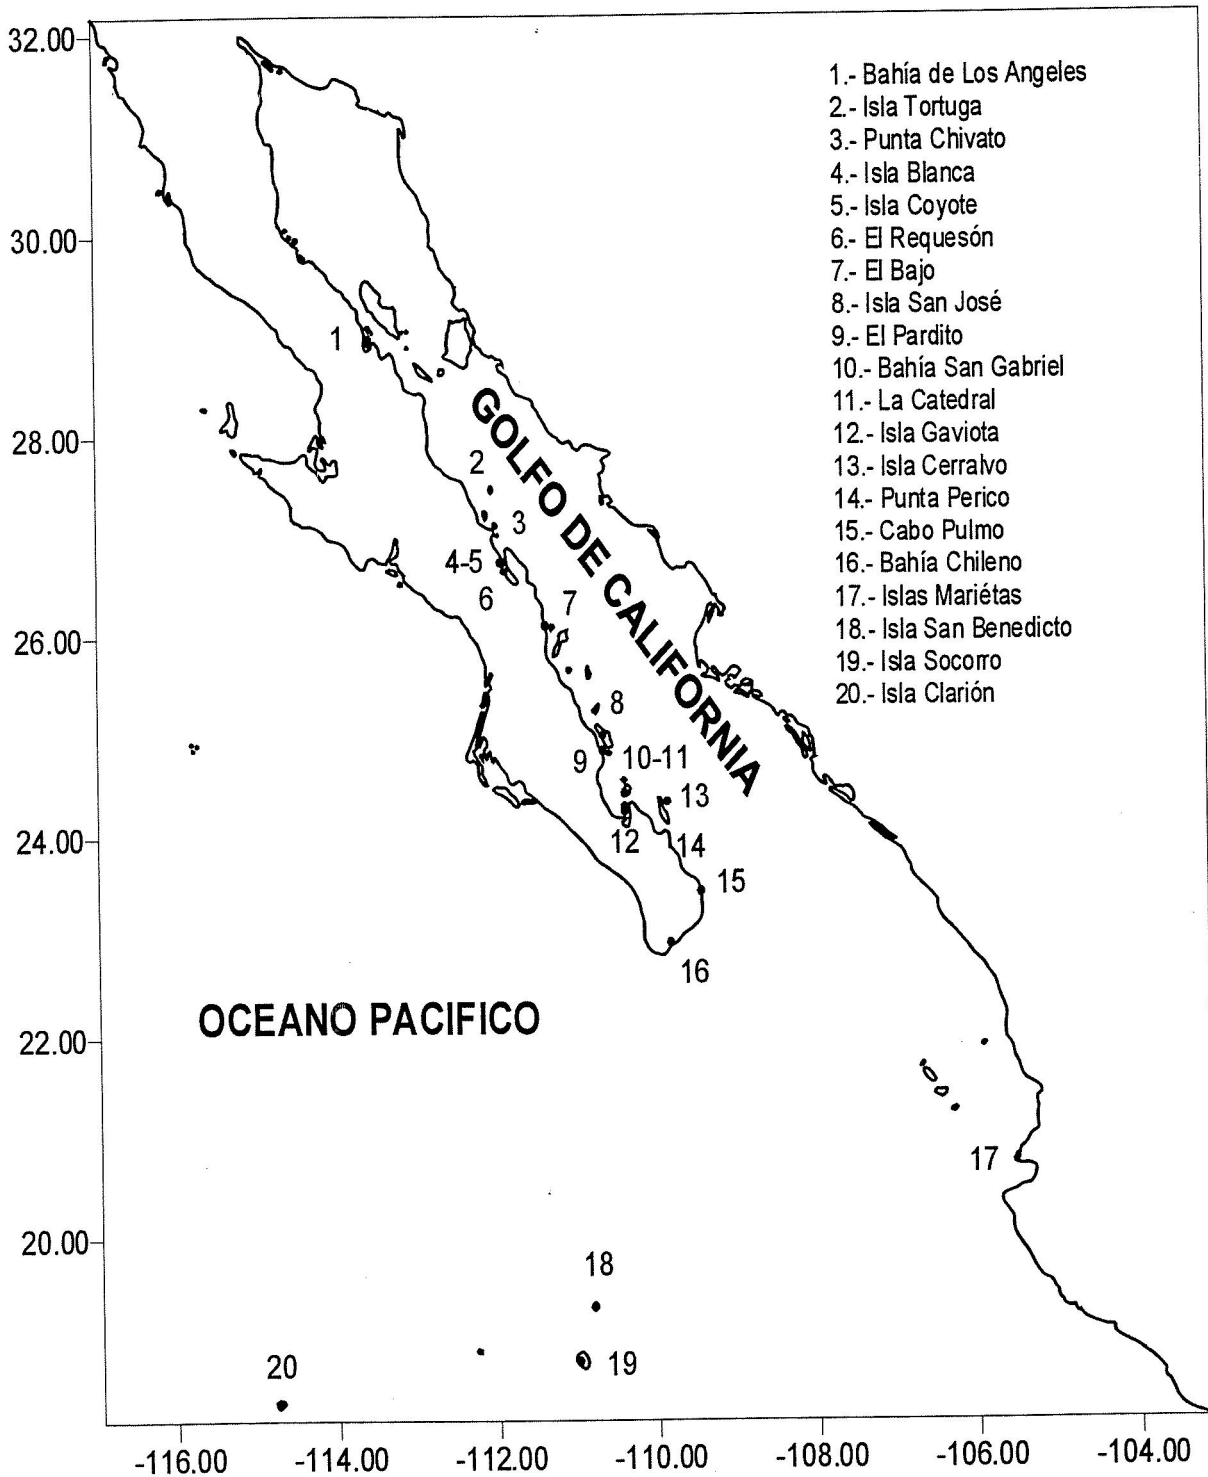 32.00
30.00
28.00
26.00
24.00
22.00
20.00
1.- Bahía de Los Angeles
2.- Isla Tortuga
3.- Punta Chivato
4.- Isla Blanca
5.- Isla Coyote
6.- El Requesón
7.- El Bajo
8.- Isla San José
9.- El Pardito
10.- Bahía San Gabriel
11.- La Catedral
12.- Isla Gaviota
13.- Isla Cerralvo
14.- Punta Perico
15.- Cabo Pulmo
16.- Bahía Chileno
17.- Islas Mariétas
18.- Isla San Benedicto
19.- Isla Socorro
20.- Isla Clarión
GOLFO DE CALIFORNIA
1
2
3
4-5
6
7
8
9
10-11
13
12
14
15
16
OCEANO PACIFICO
17
18
19
20
-116.00
-114.00
-112.00
-110.00
-108.00
-106.00
-104.00